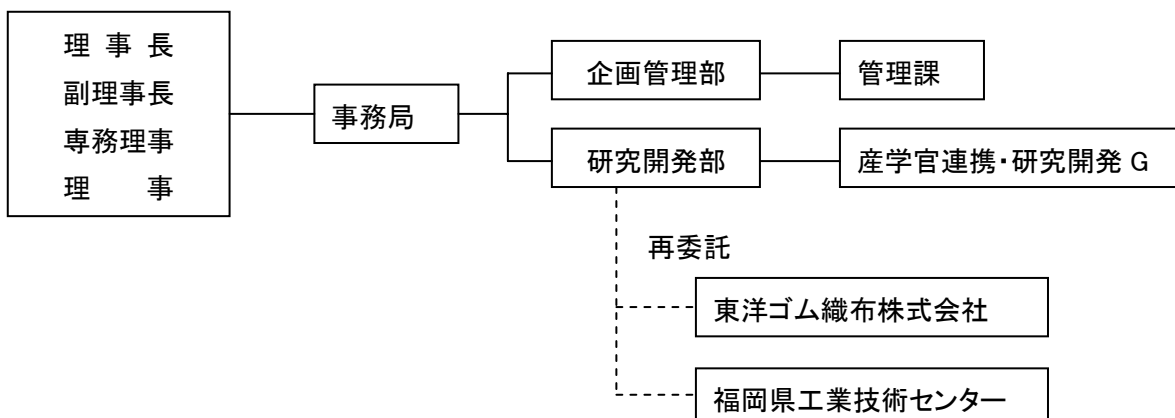 理 事 長
副理事長
専務理事
理　　事
事務局
企画管理部
管理課
研究開発部
産学官連携・研究開発 G
再委託
東洋ゴム織布株式会社
福岡県工業技術センター